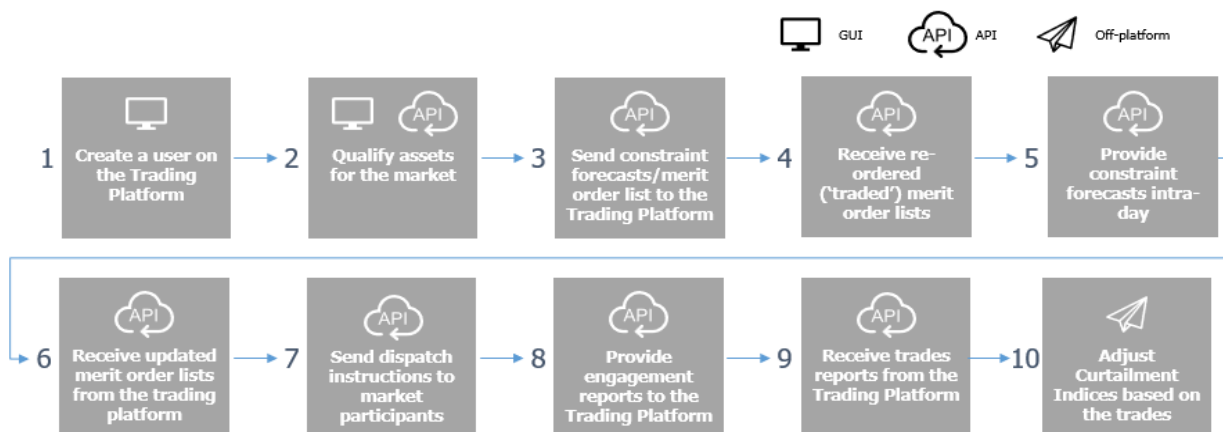 GUI
API
API
Off-platform
API
API
API
API
1
Create a user on
the Trading
Platform
2
Qualify assets
for the market
3
Send constraint
forecasts/merit
order list to the
Trading Platform
4
Receive re-
ordered
('traded') merit
order lists
5
Provide
constraint
forecasts intra-
day
API
API
API
API
6
Receive updated
merit order lists
from the trading
platform
7
Send dispatch
instructions to
market
participants
8
Provide
engagement
reports to the
Trading Platform
9
Receive trades
reports from the
Trading Platform
10
Adjust
Curtailment
Indices based on
the trades